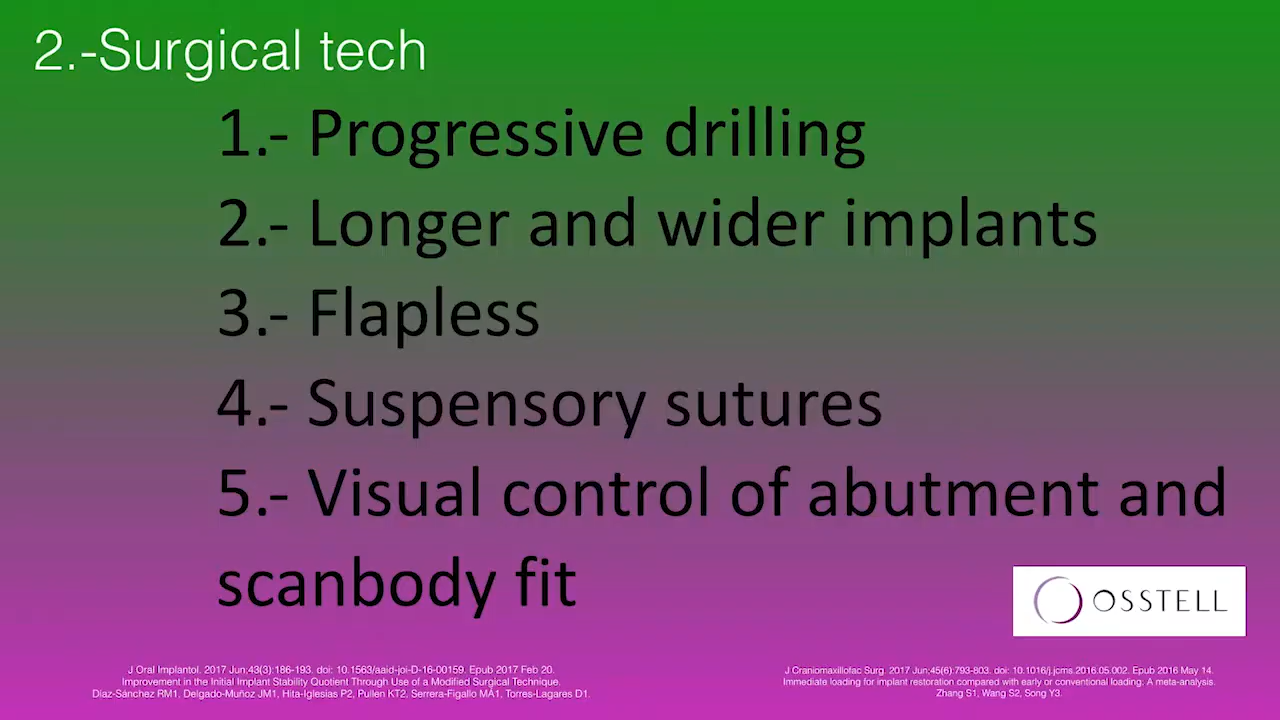 2.-Surgical tech
1.- Progressive drilling
2.- Longer and wider implants
3.- Flapless
4.- Suspensory sutures
5.- Visual control of abutment and
scanbody fit
OSSTELL
J Oral Implantol. 2017 Jun;43(3):186-193. doi: 10.1563/aaid-joi-D-16-00159. Epub 2017 Feb 20.
Improvement in the Initial Implant Stability Quotient Through Use of a Modified Surgical Technique.
Díaz-Sánchez RM1, Delgado-Muñoz JM1, Hita-Iglesias P2, Pullen KT2, Serrera-Figallo MÁ1, Torres-Lagares D1.
J Craniomaxillofac Surg. 2017 Jun;45(6):793-803. doi: 10.1016/j.jcms.2016.05.002. Epub 2016 May 14.
Immediate loading for implant restoration compared with early or conventional loading: A meta-analysis.
Zhang S1, Wang S2, Song Y3.